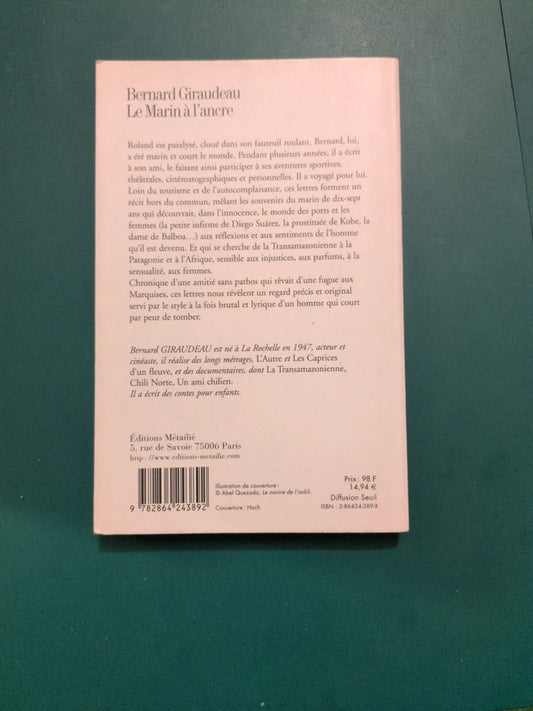 Bernard Giraudeau
Le Marin à l'ancre
Roland est paralysé, cloué dans son fauteuil roulant. Bernard, lui,
a été marin et court le monde. Pendant plusieurs années, il a écrit
à son ami, le faisant ainsi participer à ses aventures sportives,
théâtrales, cinématographiques et personnelles. Il a voyagé pour lui.
Loin du tourisme et de l'autocomplaisance, ces lettres forment un
récit hors du commun, mêlant les souvenirs du marin de dix-sept
ans qui découvrait, dans l'innocence, le monde des ports et les
femmes (la petite infirme de Diego Suárez, la prostituée de Kobe, la
dame de Balboa...) aux réflexions et aux sentiments de l'homme
qu'il est devenu. Et qui se cherche de la Transamazonienne à la
Patagonie et à l'Afrique, sensible aux injustices, aux parfums, à la
sensualité, aux femmes.
Chronique d'une amitié sans pathos qui rêvait d'une fugue aux
Marquises, ces lettres nous révèlent un regard précis et original
servi par le style à la fois brutal et lyrique d'un homme qui court
par peur de tomber.
Bernard GIRAUDEAU est né à La Rochelle en 1947, acteur et
cinéaste, il réalise des longs métrages, L'Autre et Les Caprices
d'un fleuve, et des documentaires, dont La Transamazonienne,
Chili Norte, Un ami chilien.
Il a écrit des contes pour enfants.
Éditions Métailié
5, rue de Savoie 75006 Paris
http://www.editions-metailie.com
Illustration de couverture :
© Abel Quezada, Le navire de l'oubli.
Couverture : Hoch
9 782864 243892
Prix : 98 F
14,94 €
Diffusion Seuil
ISBN : 2-86424-389-X